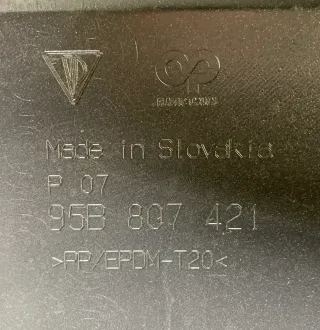 Made in Slovakia
P 07
95B 807 421
>PP/EPDM-T20<